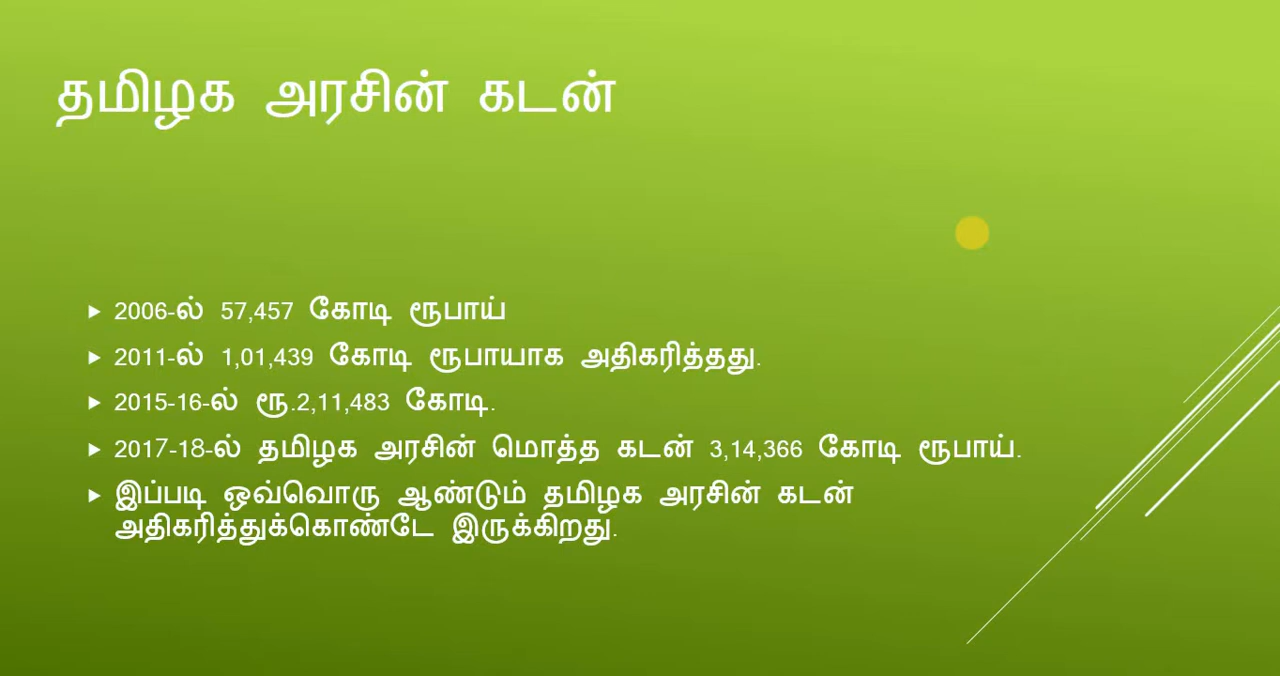 தமிழக அரசின் கடன்
2006-ல் 57,457 கோடி ரூபாய்
2011-ல் 1,01,439 கோடி ரூபாயாக அதிகரித்தது.
2015-16-ல் ரூ.2,11,483 கோடி.
2017-18-ல் தமிழக அரசின் மொத்த கடன் 3,14,366 கோடி ரூபாய்.
இப்படி ஒவ்வொரு ஆண்டும் தமிழக அரசின் கடன்
அதிகரித்துக்கொண்டே இருக்கிறது.